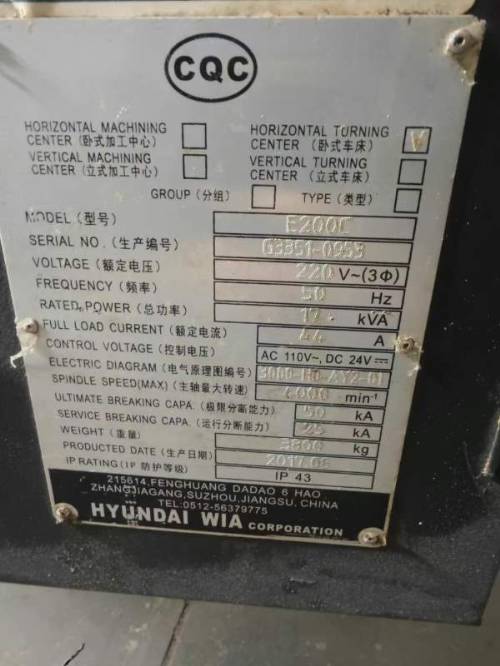 CQC
HORIZONTAL MACHINING CENTER (卧式加工中心)
HORIZONTAL TURNING CENTER (卧式车床) V
VERTICAL MACHINING CENTER (立式加工中心)
VERTICAL TURNING CENTER (立式车床)
GROUP (分组) TYPE (类型)
MODEL (型号) E200C
SERIAL NO. (生产编号) G3351-0953
VOLTAGE (额定电压) 220 V~(3Φ)
FREQUENCY (频率) 50 Hz
RATED POWER (总功率) kVA
FULL LOAD CURRENT (额定电流) 44 A
CONTROL VOLTAGE (控制电压) AC 110V~, DC 24V
ELECTRIC DIAGRAM (电气原理图编号)
SPINDLE SPEED(MAX) (主轴最大转速) min⁻¹
ULTIMATE BREAKING CAPA. (极限分断能力) 50 kA
SERVICE BREAKING CAPA. (运行分断能力) 25 kA
WEIGHT (重量) kg
PRODUCTED DATE (生产日期) 2017.08
IP RATING (IP 防护等级) IP 43
215614,FENGHUANG DADAO 6 HAO
ZHANGJIAGANG,SUZHOU,JIANGSU,CHINA
TEL:0512-56379775
HYUNDAI WIA CORPORATION